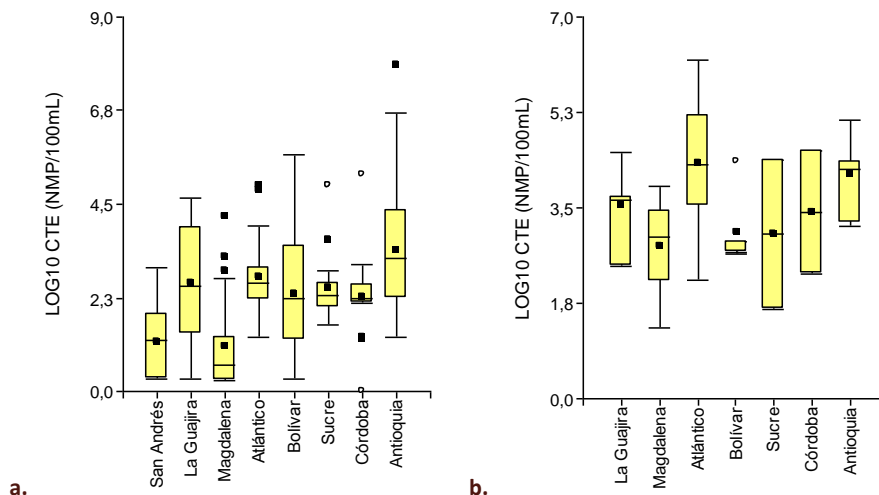 9,0
6,8
4,5
2,3
0,0
LOG10 CTE (NMP/100mL)
San Andrés
La Guajira
Magdalena
Atlántico
Bolívar
Sucre
Córdoba
Antioquia
a.
7,0
5,3
3,5
1,8
0,0
LOG10 CTE (NMP/100mL)
La Guajira
Magdalena
Atlántico
Bolívar
Sucre
Córdoba
Antioquia
b.